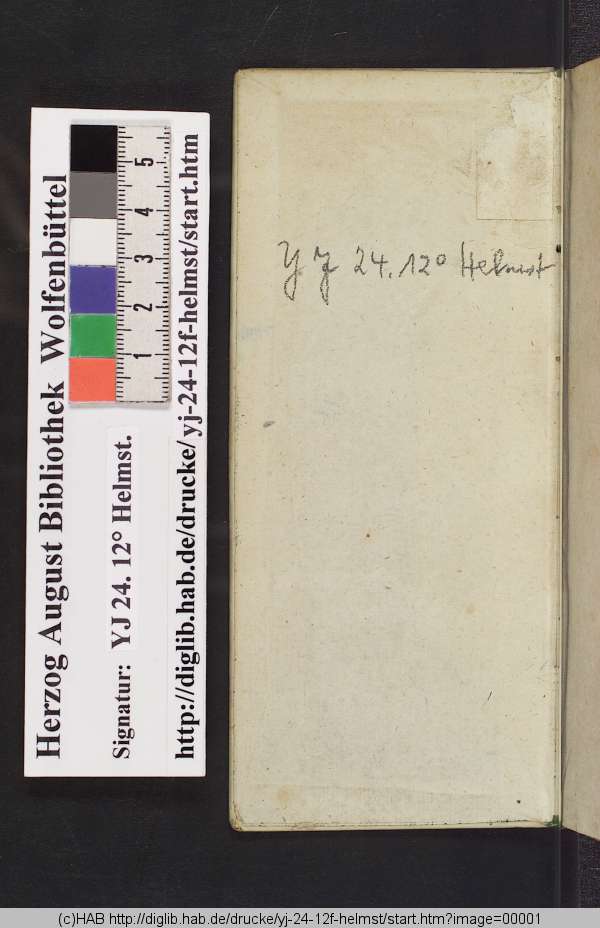 Herzog August Bibliothek Wolfenbüttel
Signatur: YJ 24. 12° Helmst.
http://diglib.hab.de/drucke/yj-24-12f-helmst/start.htm
1 2 3 4 5
YJ 24. 12° Helmst
(c)HAB http://diglib.hab.de/drucke/yj-24-12f-helmst/start.htm?image=00001